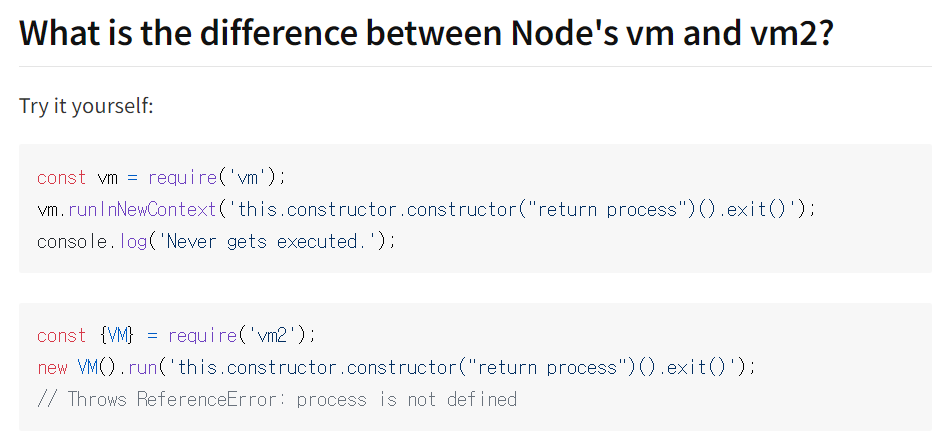 What is the difference between Node's vm and vm2?
Try it yourself:
const vm = require('vm');
vm.runInNewContext('this.constructor.constructor("return process")().exit()');
console.log('Never gets executed.');
const {VM} = require('vm2');
new VM().run('this.constructor.constructor("return process")().exit()');
// Throws ReferenceError: process is not defined